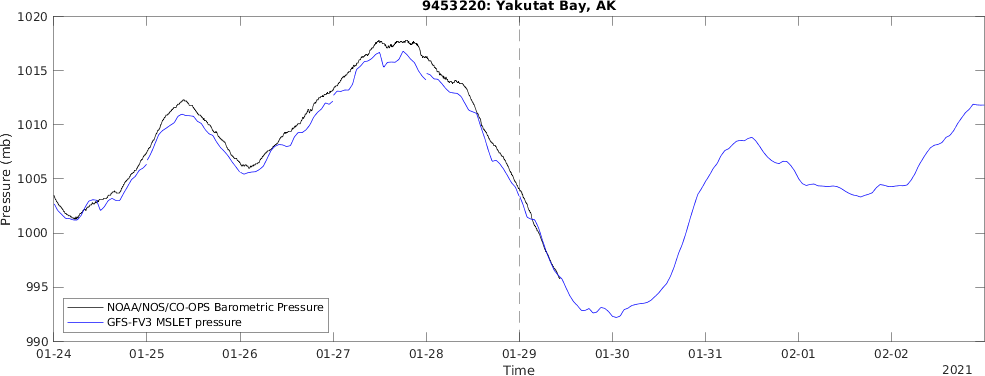 9453220: Yakutat Bay, AK
Pressure (mb)
1020
1015
1010
1005
1000
995
990
NOAA/NOS/CO-OPS Barometric Pressure
GFS-FV3 MSLET pressure
01-24 01-25 01-26 01-27 01-28 01-29 01-30 01-31 02-01 02-02
Time
2021